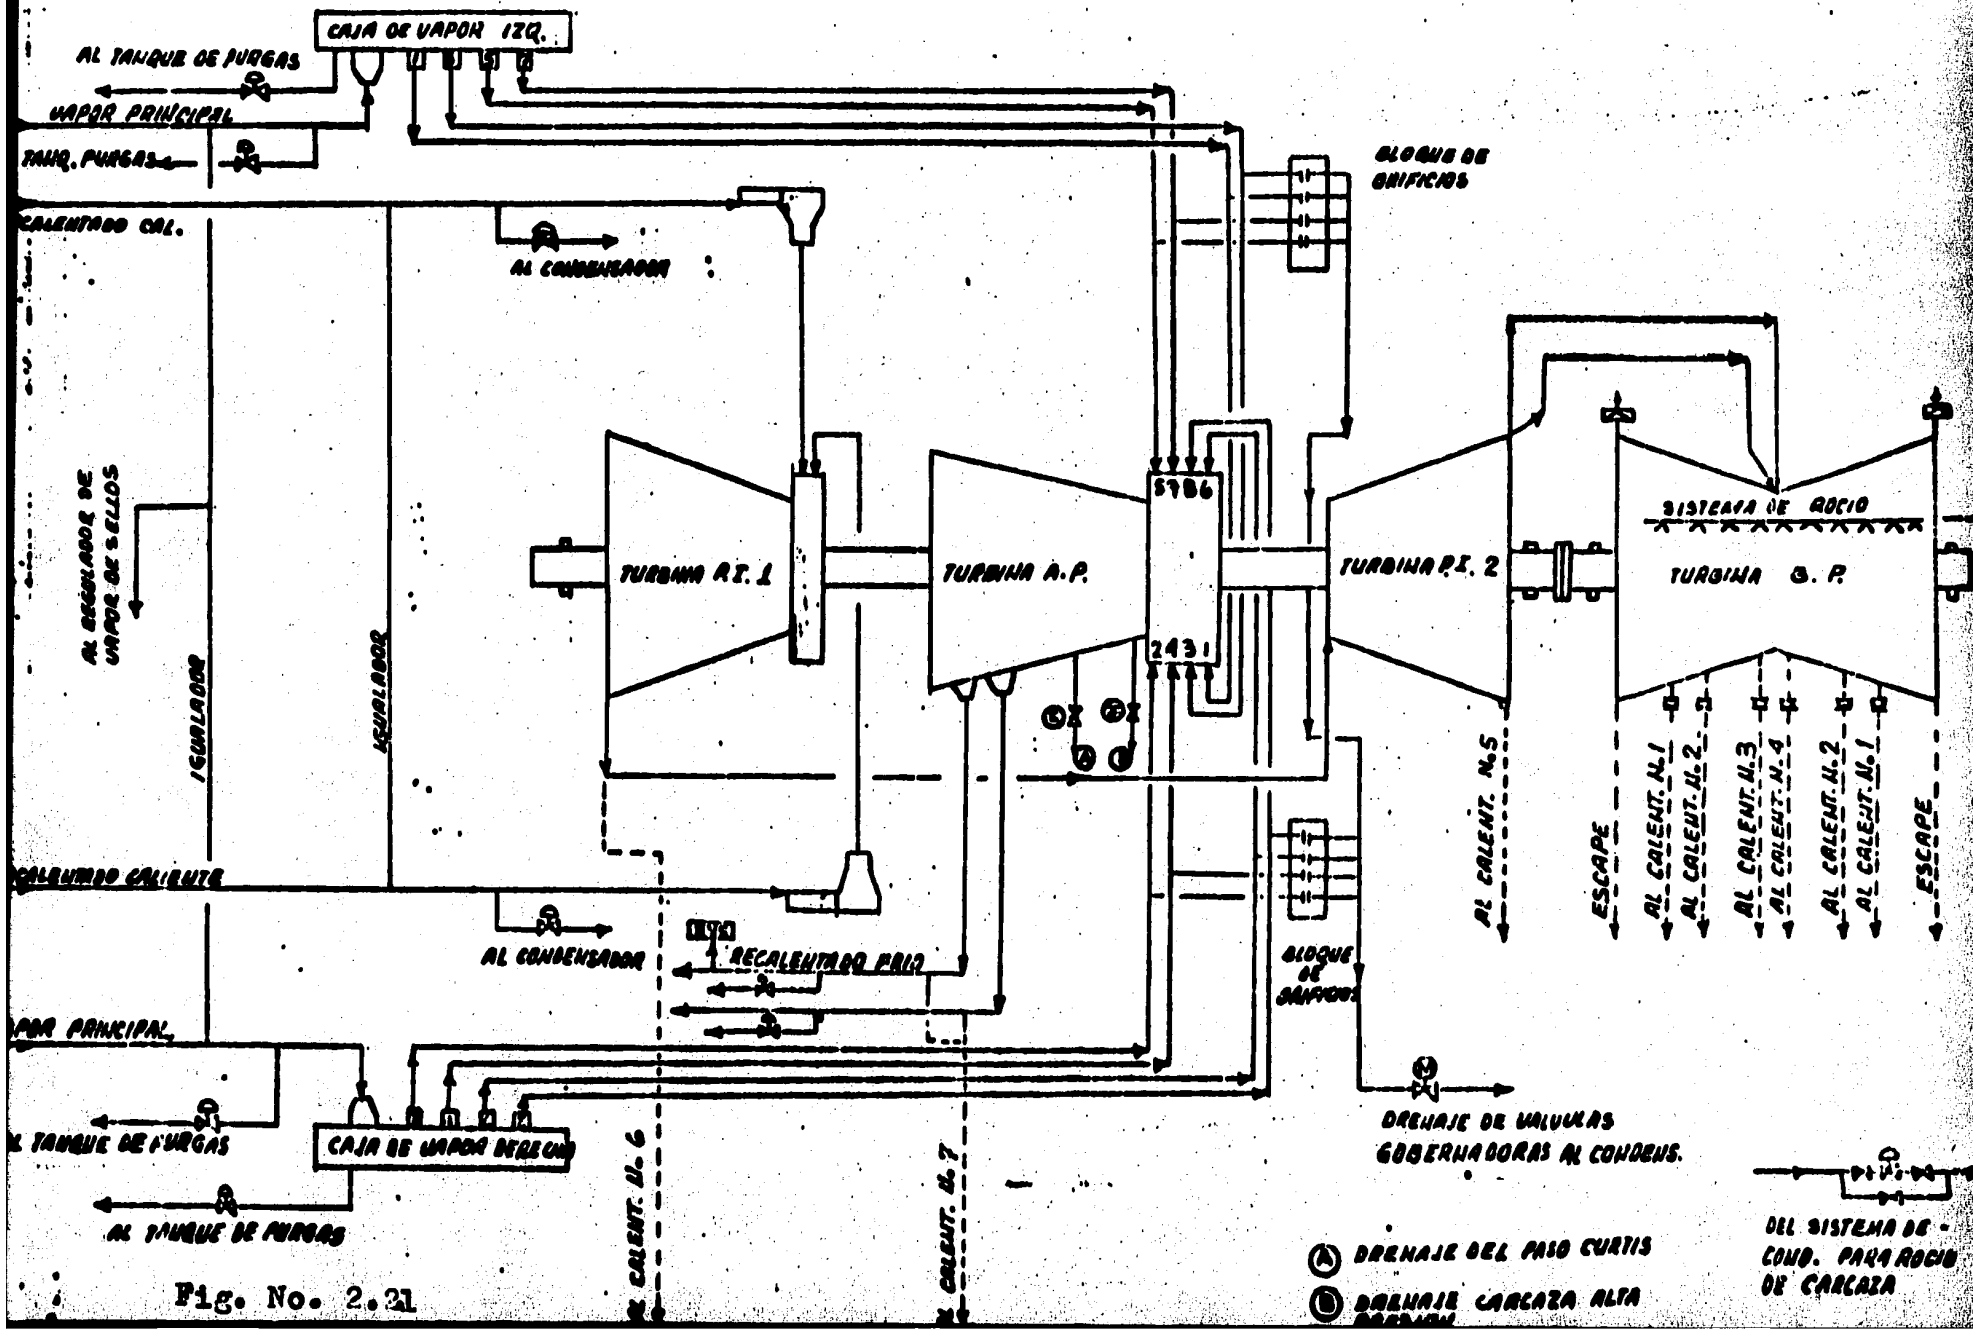 CAJA DE VAPOR IZQ.
AL TANQUE DE PURGAS
VAPOR PRINCIPAL
TANQ. PURGAS
CALENTADO CAL.
AL CONDENSADOR
BLOQUE DE
ORIFICIOS
AL REGULADOR DE
VAPOR DE SELLOS
IGUALADOR
IGUALADOR
TURBINA P.I. 1
TURBINA A.P.
5 7 8 6
2 4 3 1
TURBINA P.I. 2
SISTEMA DE ROCIO
TURBINA B. P.
A
AL CALENT. N.5
ESCAPE
AL CALENT. N.1
AL CALENT. N.2
AL CALENT. N.3
AL CALENT. N.4
AL CALENT. N.2
AL CALENT. N.1
ESCAPE
CALENTADO CALIENTE
AL CONDENSADOR
RECALENTADO FRIO
BLOQUE
DE
ORIFICIOS
APOR PRINCIPAL
L TANQUE DE PURGAS
CAJA DE VAPOR DERECHA
AL TANQUE DE PURGAS
AL CALENT. N. 6
AL CALENT. N. 7
M
DRENAJE DE VALVULAS
GOBERNADORAS AL CONDENS.
A DRENAJE DEL PASO CURTIS
B DRENAJE CARCAZA ALTA
PRESION
DEL SISTEMA DE -
COND. PARA ROCIO
DE CARCAZA
Fig. No. 2.21